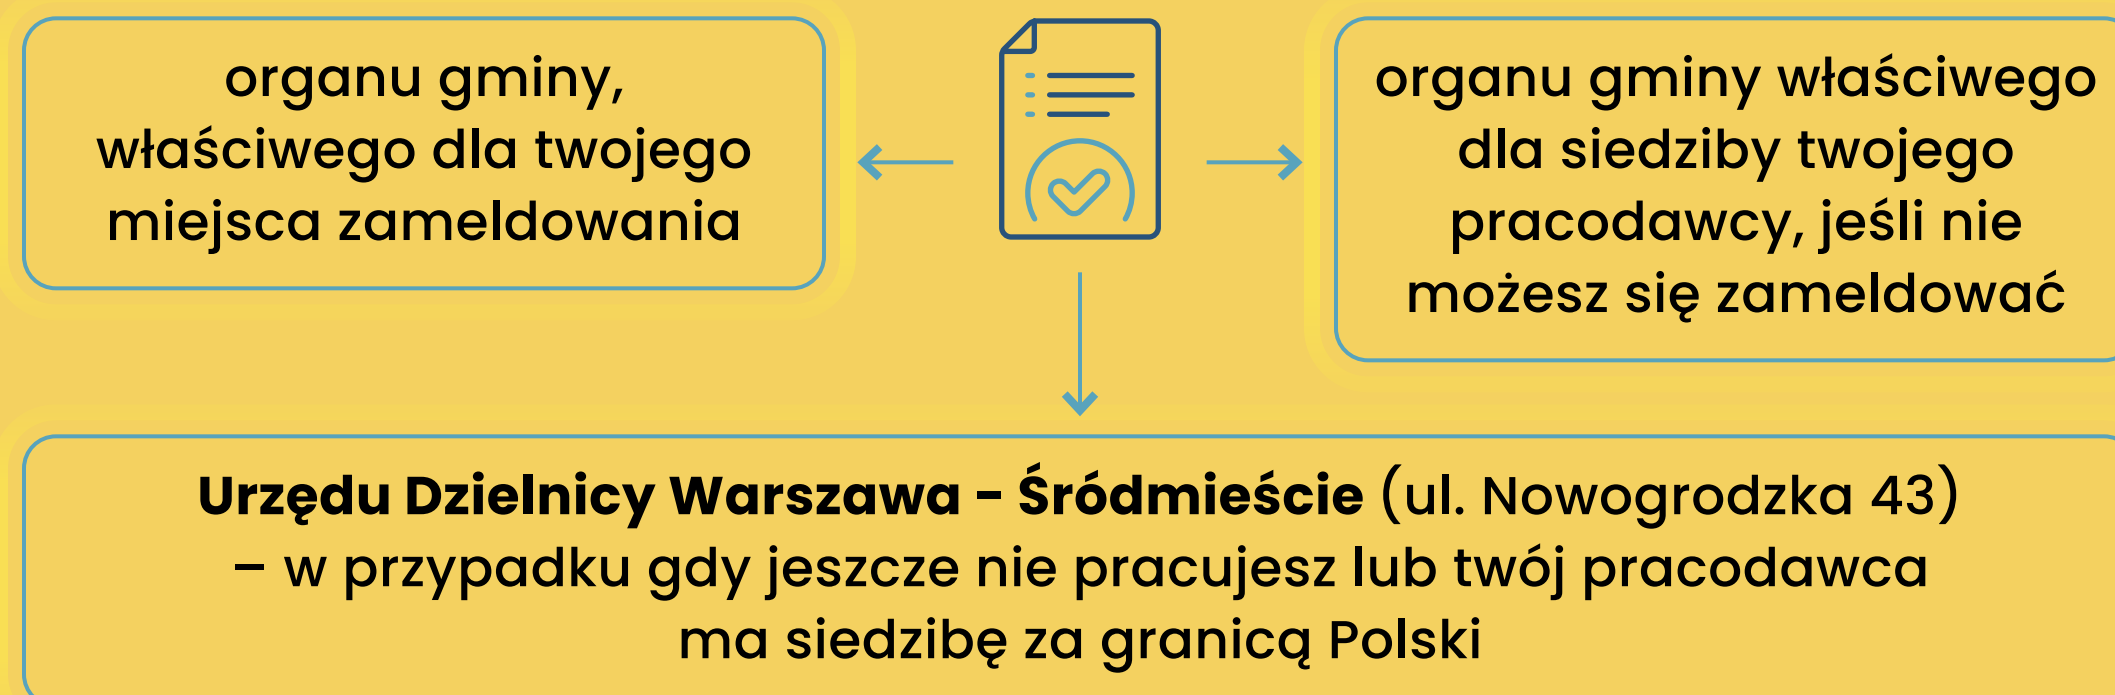 organu gminy,
właściwego dla twojego
miejsca zameldowania
organu gminy właściwego
dla siedziby twojego
pracodawcy, jeśli nie
możesz się zameldować
Urzędu Dzielnicy Warszawa - Śródmieście (ul. Nowogrodzka 43)
– w przypadku gdy jeszcze nie pracujesz lub twój pracodawca
ma siedzibę za granicą Polski